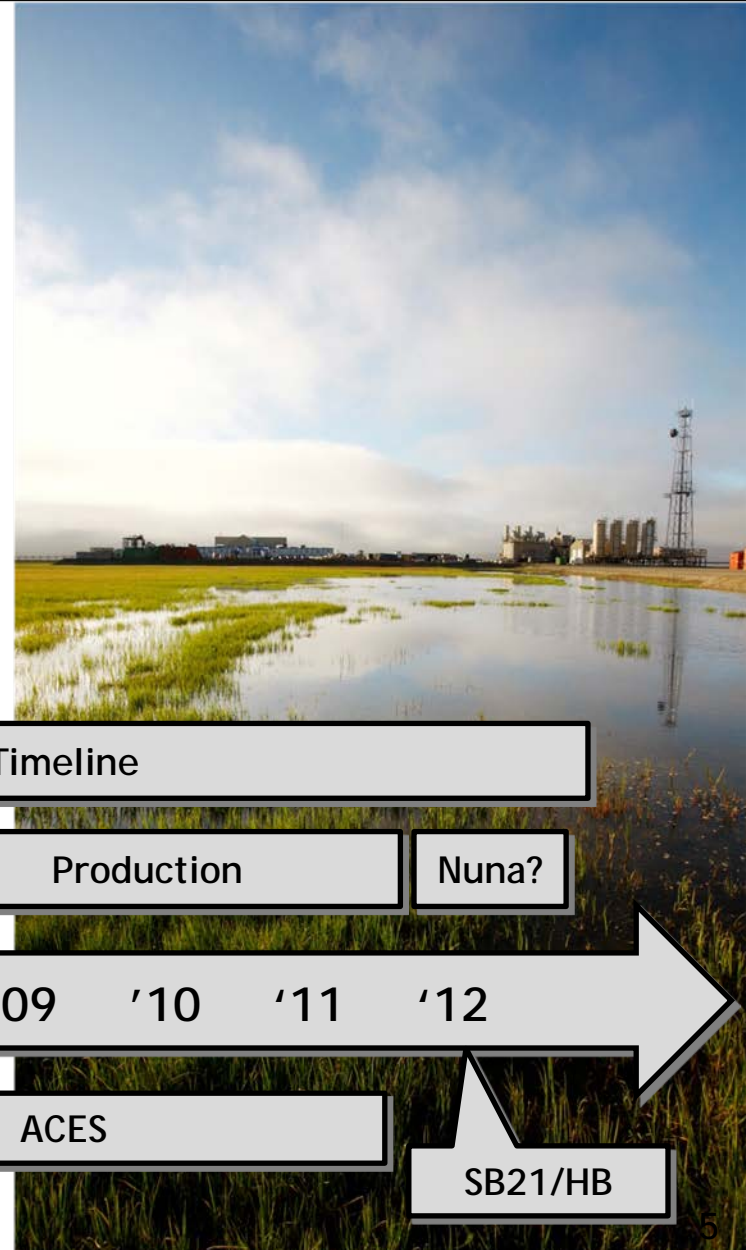 Timeline
Production Nuna?
09 '10 ‘11 ‘12
ACES
SB21/HB
5